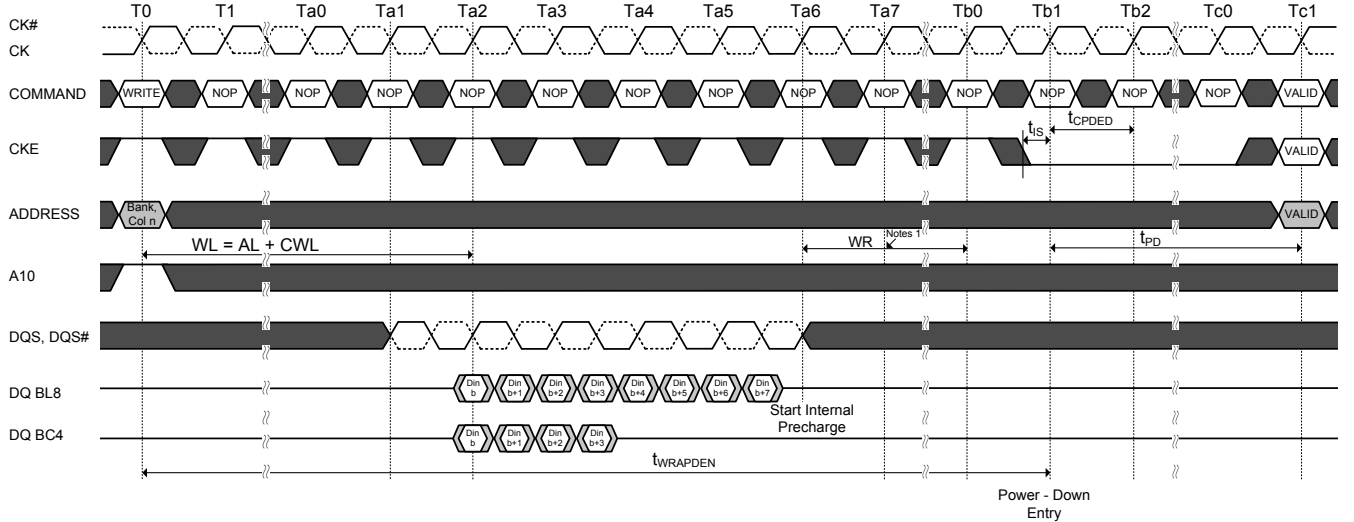 T0 T1 Ta0 Ta1 Ta2 Ta3 Ta4 Ta5 Ta6 Ta7 Tb0 Tb1 Tb2 Tc0 Tc1
CK#
CK
COMMAND WRITE NOP NOP NOP NOP NOP NOP NOP NOP NOP NOP NOP NOP NOP VALID
tIS tCPDED
CKE VALID
ADDRESS Bank, Col n VALID
WL = AL + CWL WR Notes 1 tPD
A10
DQS, DQS#
DQ BL8 Din b Din b+1 Din b+2 Din b+3 Din b+4 Din b+5 Din b+6 Din b+7
Start Internal
Precharge
DQ BC4 Din b Din b+1 Din b+2 Din b+3
tWRAPDEN
Power - Down
Entry